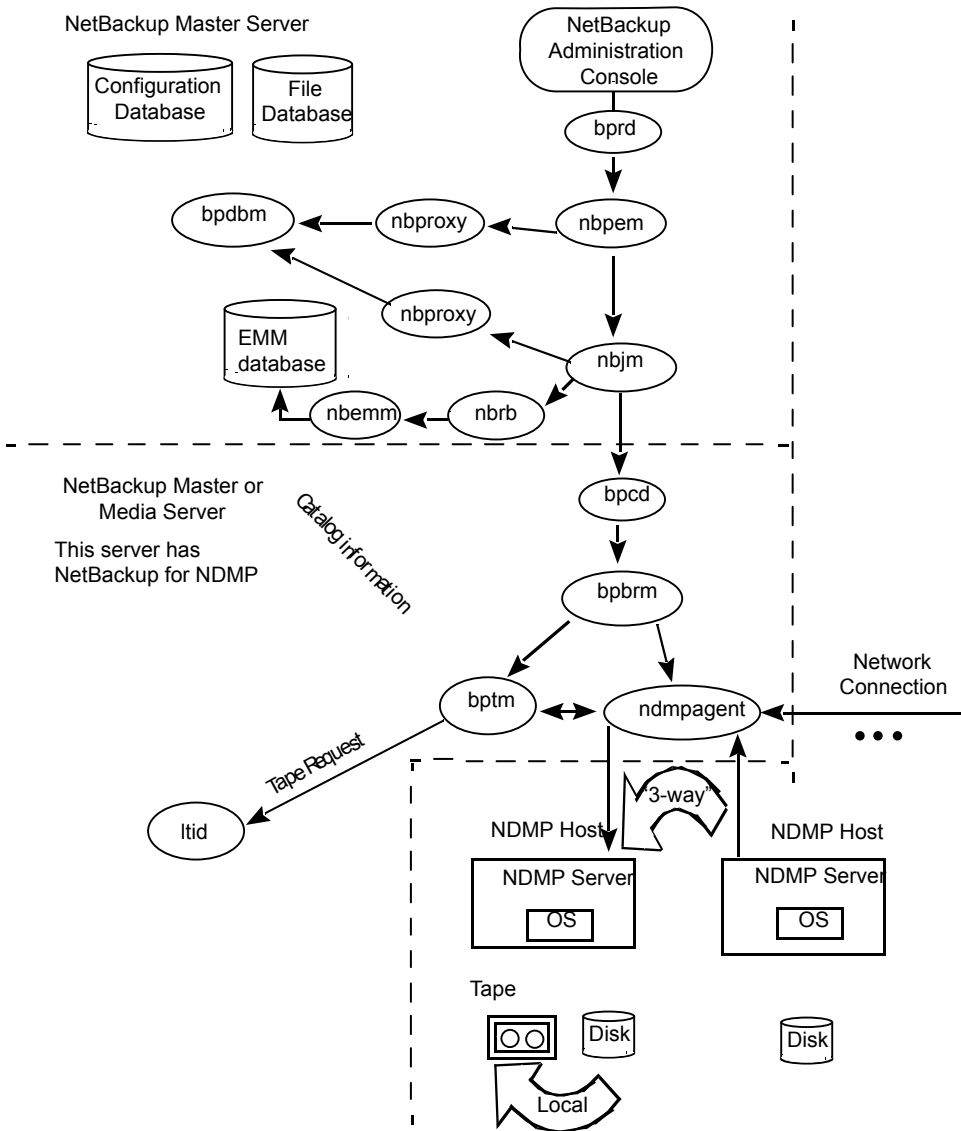 NetBackup Master Server
NetBackup
Administration
Console
Configuration
Database
File
Database
bprd
bpdbm
nbproxy
nbpem
nbproxy
EMM
database
nbjm
nbemm
nbrb
NetBackup Master or
Media Server
This server has
NetBackup for NDMP
Catalog information
bpcd
bpbrm
Network
Connection
bptm
ndmpagent
Tape Request
"3-way"
ltid
NDMP Host
NDMP Host
NDMP Server
OS
NDMP Server
OS
Tape
Disk
Disk
Local